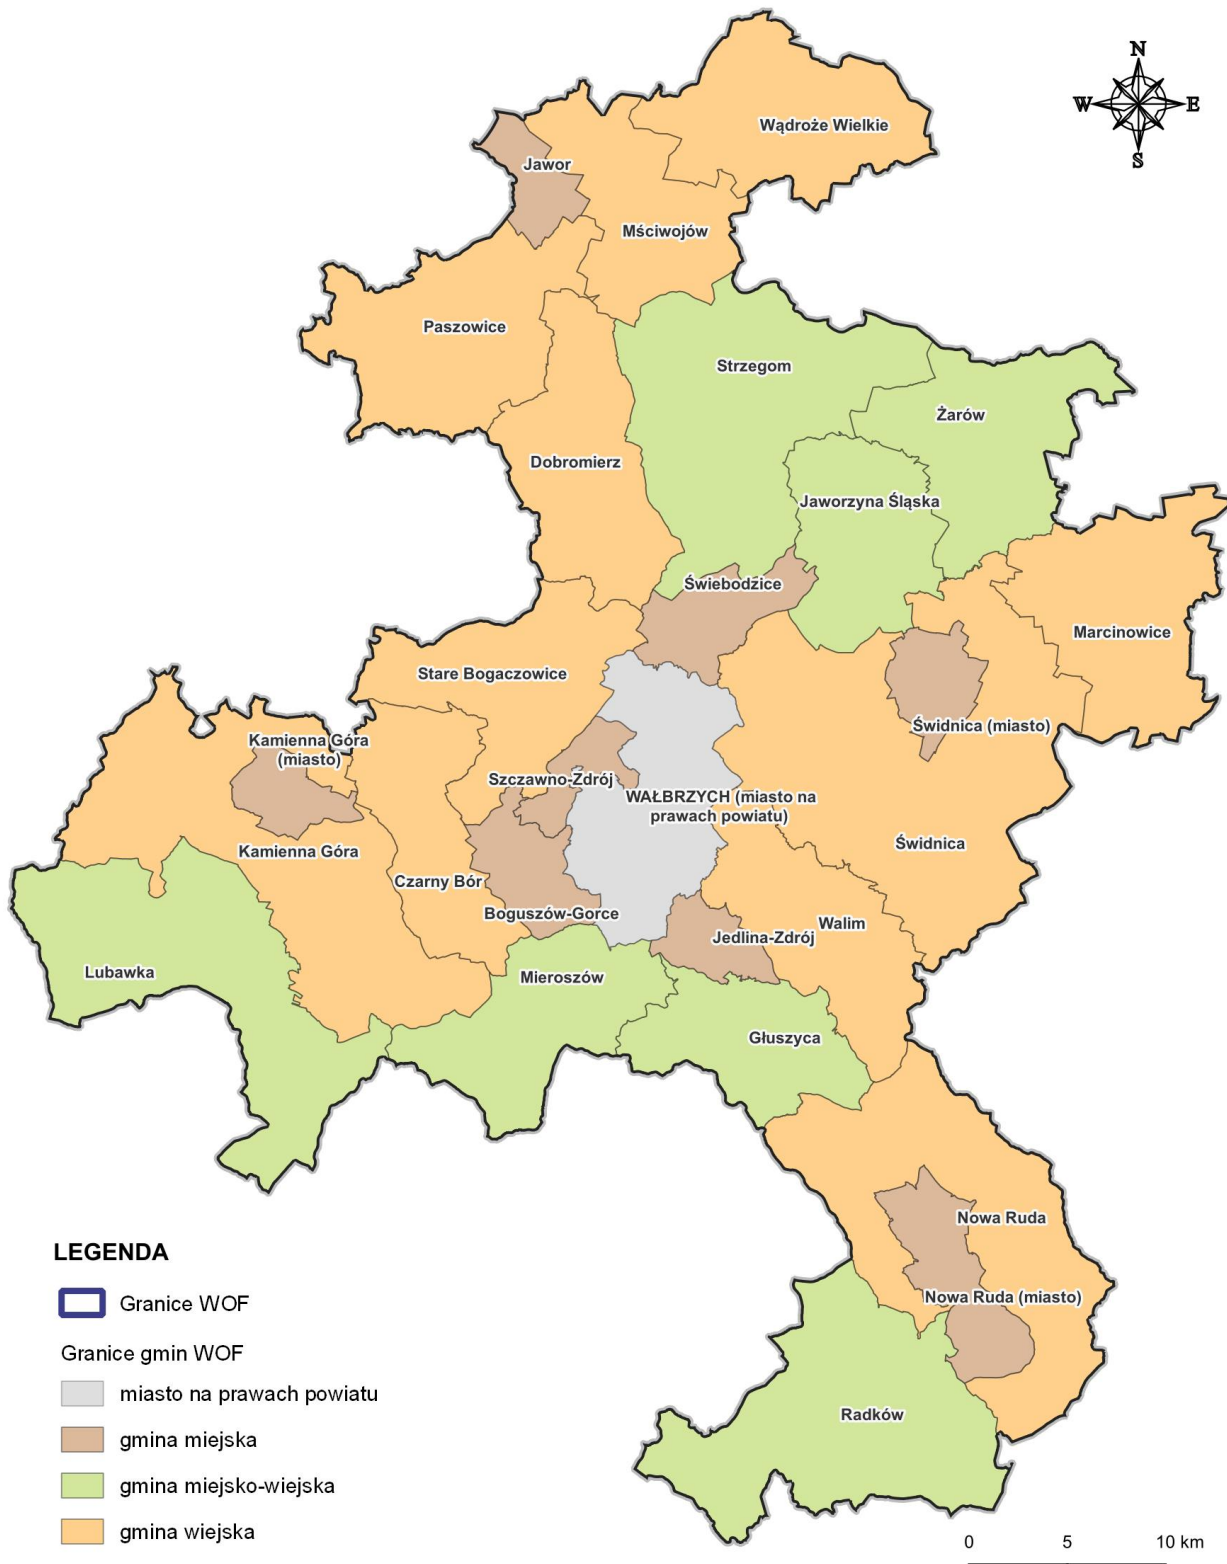 N
W E
S
Wądroże Wielkie
Jawor
Mściwojów
Paszowice
Strzegom
Żarów
Dobromierz
Jaworzyna Śląska
Świebodzice
Marcinowice
Stare Bogaczowice
Świdnica (miasto)
Kamienna Góra
(miasto)
Szczawno-Zdrój
WAŁBRZYCH (miasto na
prawach powiatu)
Świdnica
Kamienna Góra
Czarny Bór
Boguszów-Gorce
Walim
Jedlina-Zdrój
Lubawka
Mieroszów
Głuszyca
Nowa Ruda
Nowa Ruda (miasto)
Radków
LEGENDA
Granice WOF
Granice gmin WOF
miasto na prawach powiatu
gmina miejska
gmina miejsko-wiejska
gmina wiejska
0 5 10 km